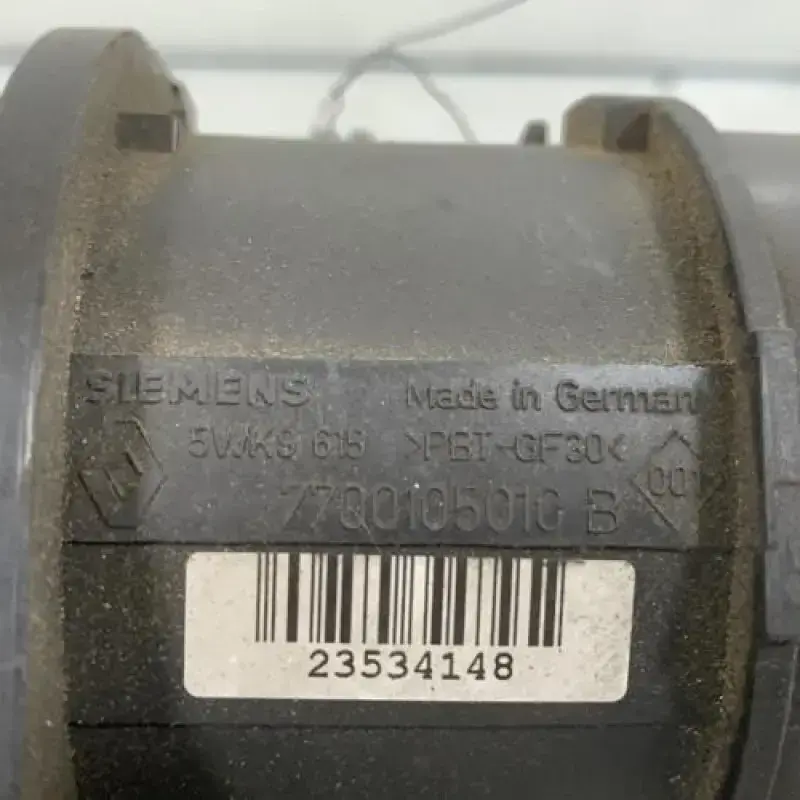 SIEMENS Made in German
5WK9 615 >PBT-GF30<
7700105010 B 001
23534148